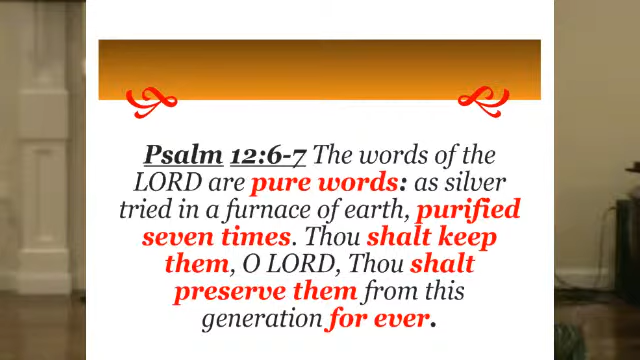 Psalm 12:6-7 The words of the
LORD are pure words: as silver
tried in a furnace of earth, purified
seven times. Thou shalt keep
them, O LORD, Thou shalt
preserve them from this
generation for ever.